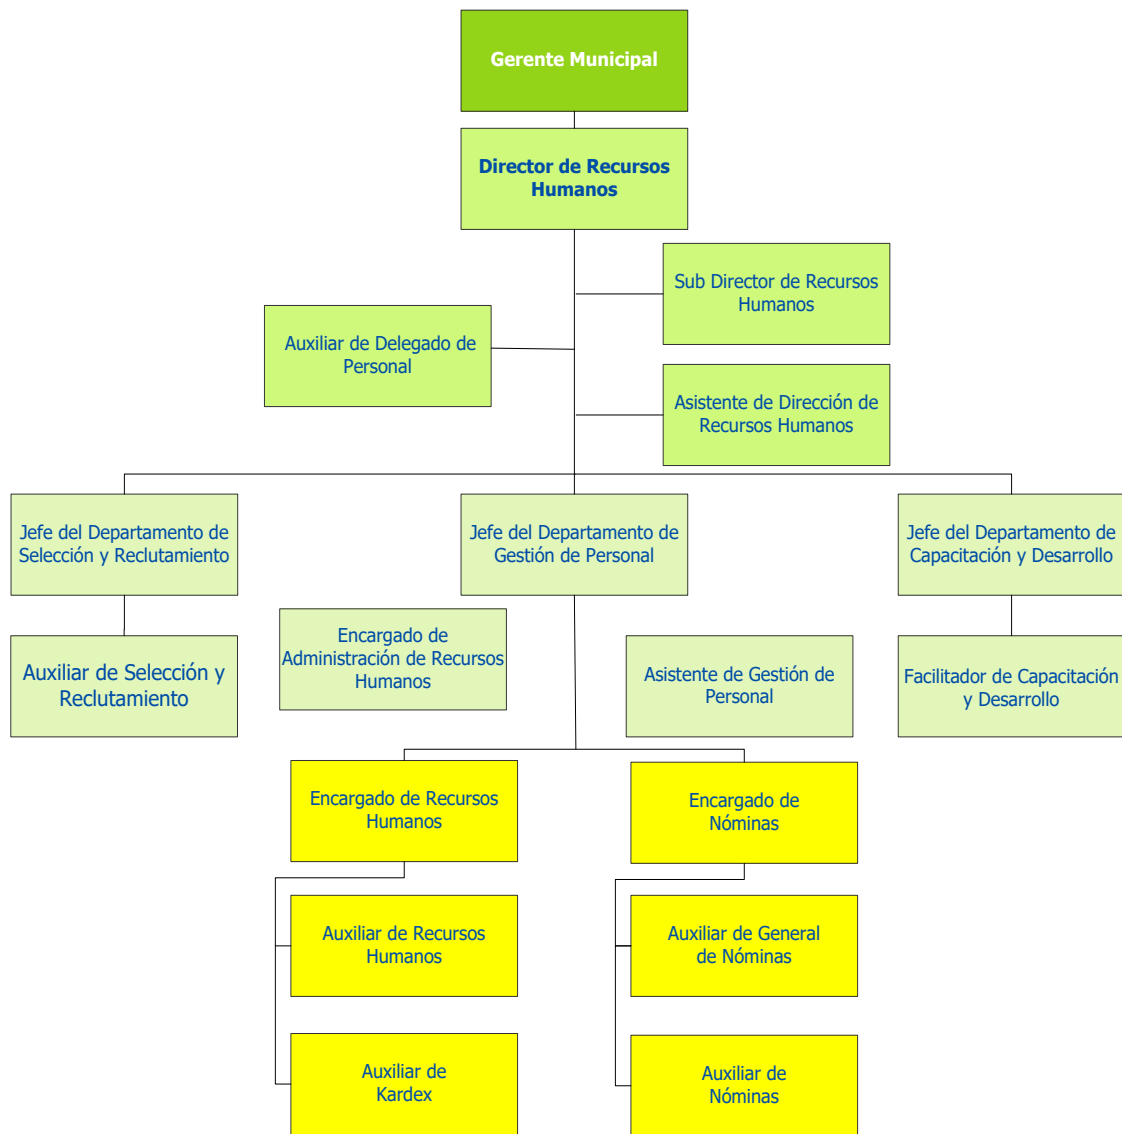 Gerente Municipal
Director de Recursos
Humanos
Sub Director de Recursos
Humanos
Auxiliar de Delegado de
Personal
Asistente de Dirección de
Recursos Humanos
Jefe del Departamento de
Selección y Reclutamiento
Jefe del Departamento de
Gestión de Personal
Jefe del Departamento de
Capacitación y Desarrollo
Auxiliar de Selección y
Reclutamiento
Encargado de
Administración de Recursos
Humanos
Asistente de Gestión de
Personal
Facilitador de Capacitación
y Desarrollo
Encargado de Recursos
Humanos
Encargado de
Nóminas
Auxiliar de Recursos
Humanos
Auxiliar de General
de Nóminas
Auxiliar de
Kardex
Auxiliar de
Nóminas